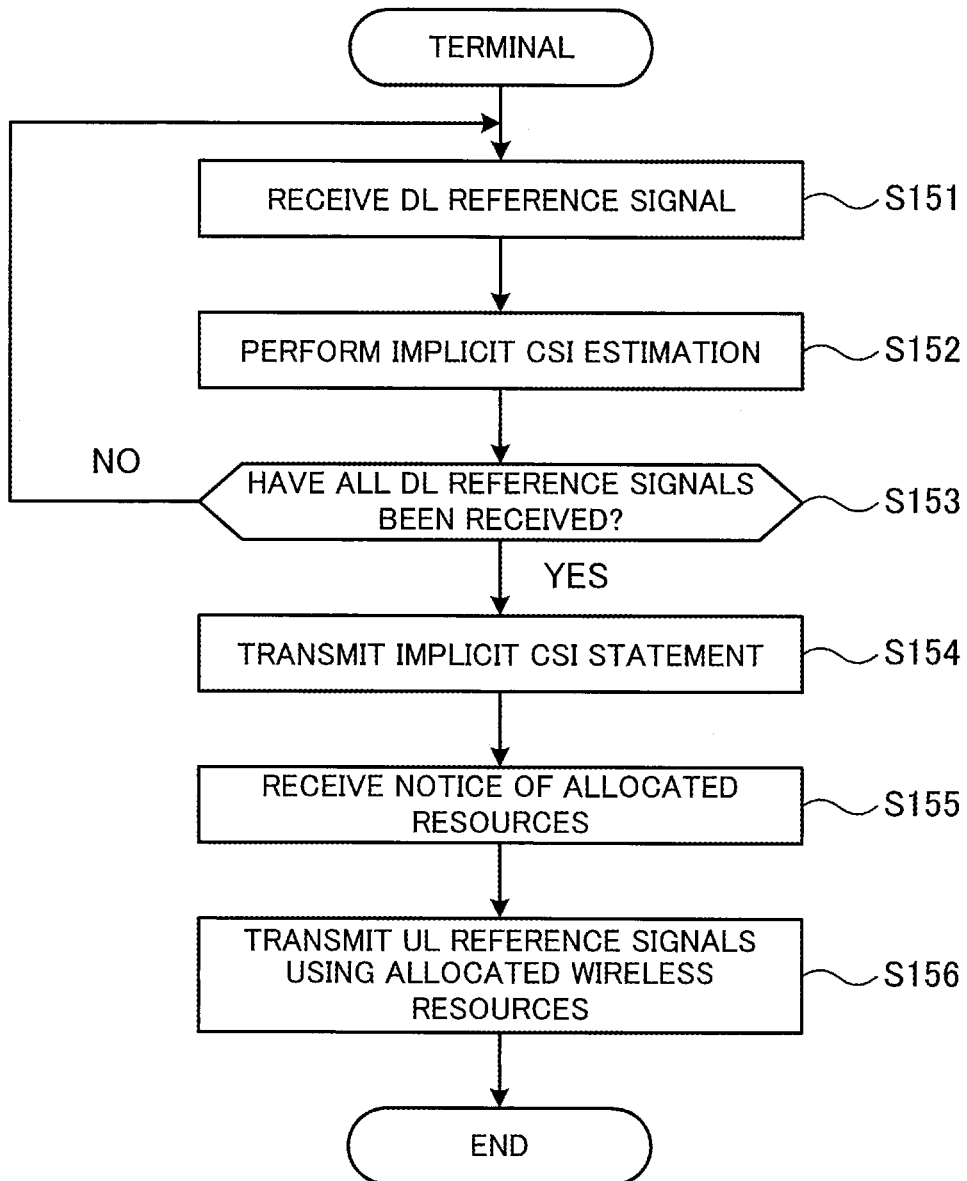 TERMINAL
RECEIVE DL REFERENCE SIGNAL
S151
PERFORM IMPLICIT CSI ESTIMATION
S152
NO
HAVE ALL DL REFERENCE SIGNALS
BEEN RECEIVED?
S153
YES
TRANSMIT IMPLICIT CSI STATEMENT
S154
RECEIVE NOTICE OF ALLOCATED
RESOURCES
S155
TRANSMIT UL REFERENCE SIGNALS
USING ALLOCATED WIRELESS
RESOURCES
S156
END